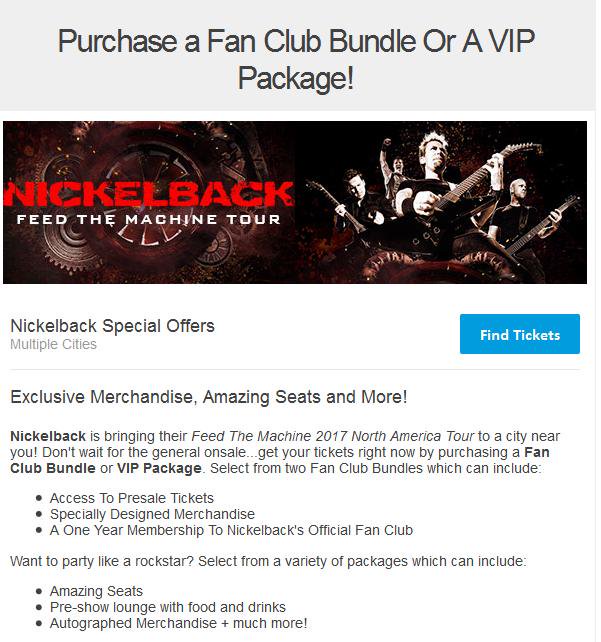 Purchase a Fan Club Bundle Or A VIP
Package!
NICKELBACK
FEED THE MACHINE TOUR
Nickelback Special Offers
Multiple Cities
Find Tickets
Exclusive Merchandise, Amazing Seats and More!
Nickelback is bringing their Feed The Machine 2017 North America Tour to a city near
you! Don't wait for the general onsale...get your tickets right now by purchasing a Fan
Club Bundle or VIP Package. Select from two Fan Club Bundles which can include:
• Access To Presale Tickets
• Specially Designed Merchandise
• A One Year Membership To Nickelback's Official Fan Club
Want to party like a rockstar? Select from a variety of packages which can include:
• Amazing Seats
• Pre-show lounge with food and drinks
• Autographed Merchandise + much more!